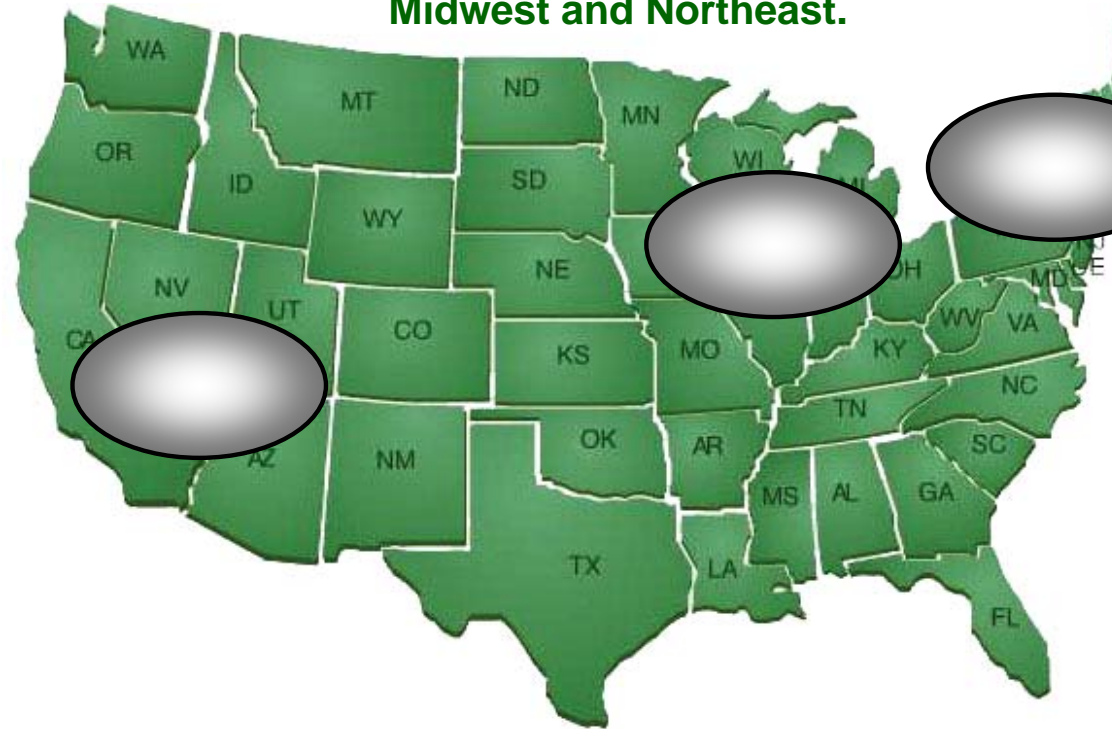 Midwest and Northeast.
WA
MT
ND
MN
OR
ID
WI
SD
MI
WY
NE
OH
NV
UT
MD
DE
CO
WV
VA
CA
KS
MO
KY
NC
TN
OK
AR
SC
AZ
NM
MS
AL
GA
TX
LA
FL